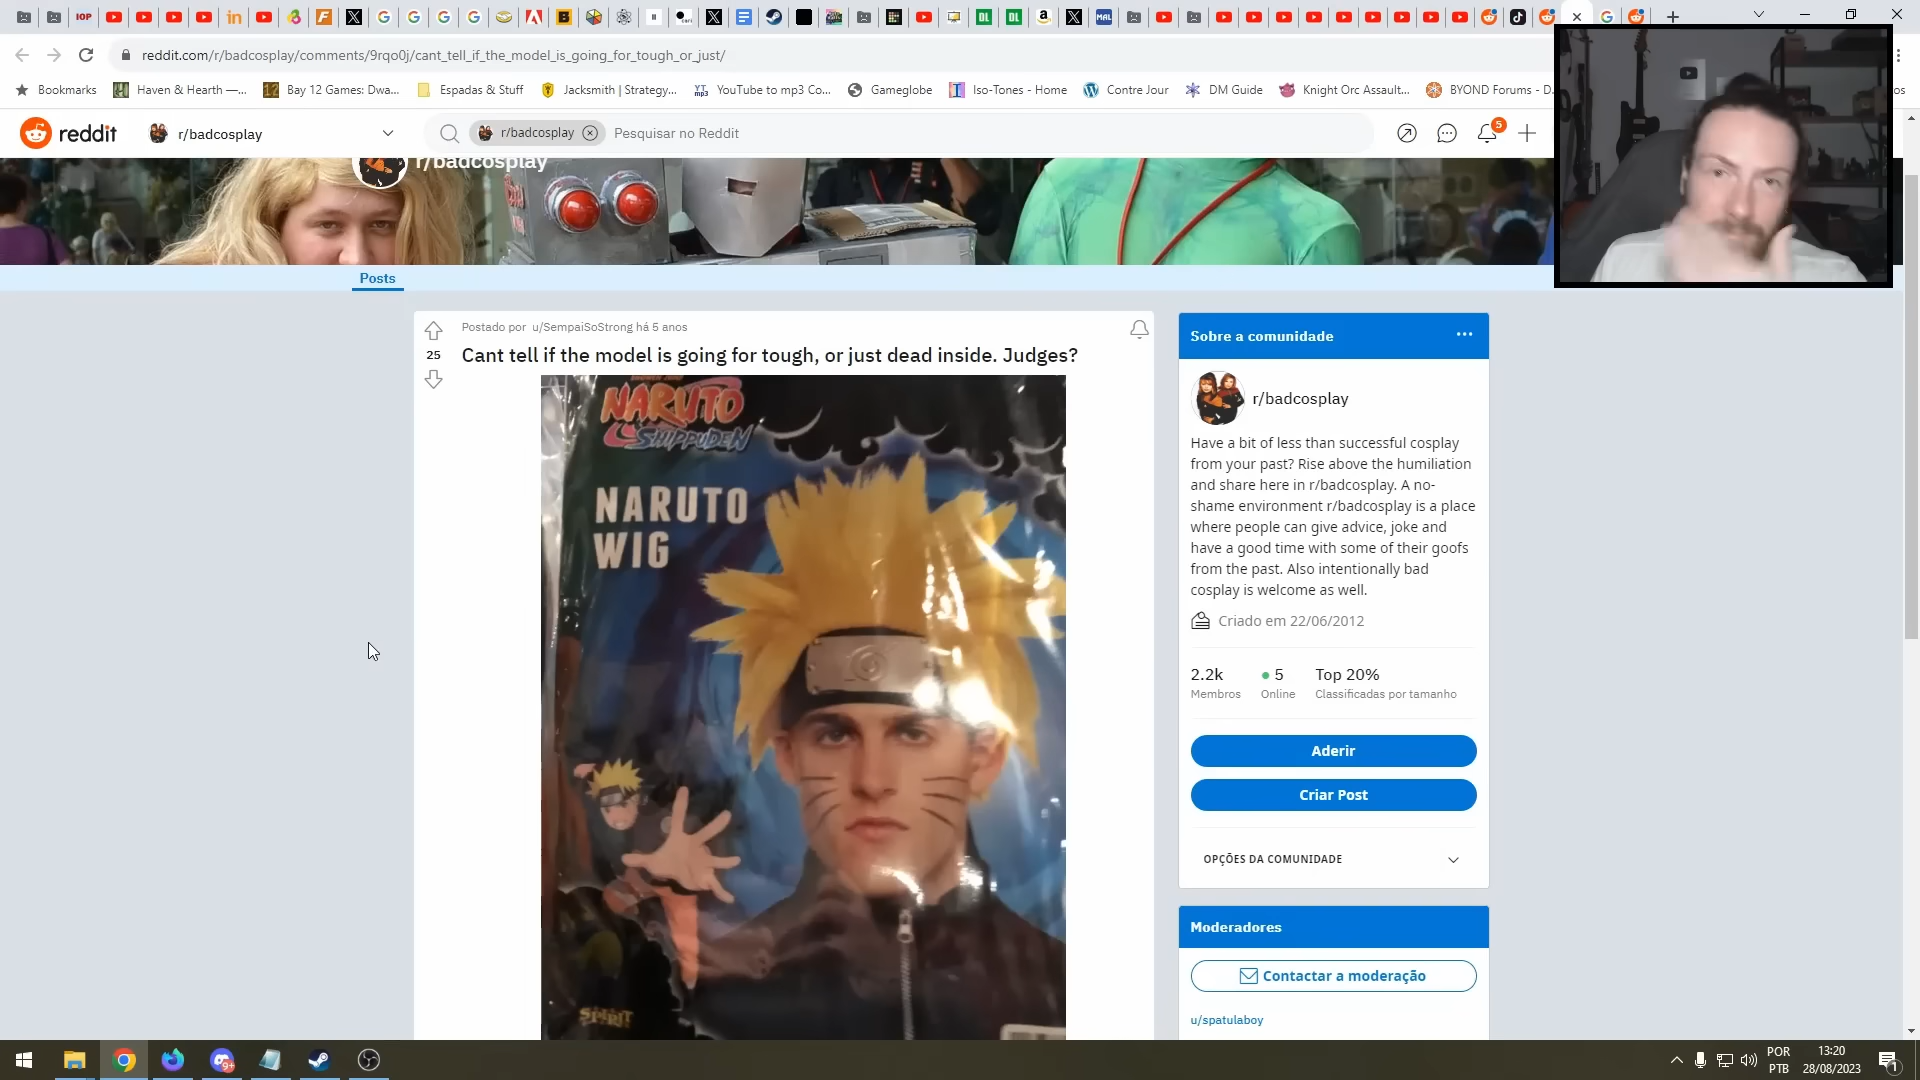 reddit.com/r/badcosplay/comments/9rqo0j/cant_tell_if_the_model_is_going_for_tough_or_just/
Bookmarks
Haven & Hearth —...
Bay 12 Games: Dwa...
Espadas & Stuff
Jacksmith | Strategy...
YouTube to mp3 Co...
Gameglobe
Iso-Tones - Home
Contre Jour
DM Guide
Knight Orc Assault...
BYOND Forums - D...
reddit
r/badcosplay
r/badcosplay
Pesquisar no Reddit
5
r/badcosplay
Posts
Postado por u/SempaiSoStrong há 5 anos
25
Cant tell if the model is going for tough, or just dead inside. Judges?
NARUTO
SHIPPUDEN
NARUTO
WIG
SPIRIT
Sobre a comunidade
r/badcosplay
Have a bit of less than successful cosplay
from your past? Rise above the humiliation
and share here in r/badcosplay. A no-
shame environment r/badcosplay is a place
where people can give advice, joke and
have a good time with some of their goofs
from the past. Also intentionally bad
cosplay is welcome as well.
Criado em 22/06/2012
2.2k
5
Top 20%
Membros
Online
Classificadas por tamanho
Aderir
Criar Post
OPÇÕES DA COMUNIDADE
Moderadores
Contactar a moderação
u/spatulaboy
POR
PTB
13:20
28/08/2023